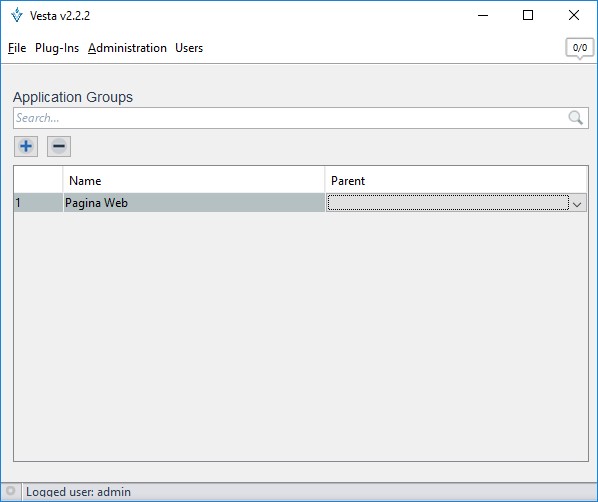 Vesta v2.2.2
File Plug-Ins Administration Users
0/0
Application Groups
Search...
Name Parent
1 Pagina Web
Logged user: admin